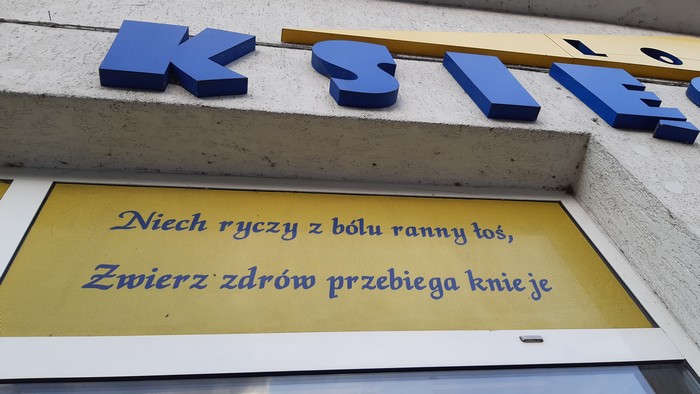 L O
KSIĘ
Niech ryczy z bólu ranny łoś,
Zwierz zdrów przebiega knieje